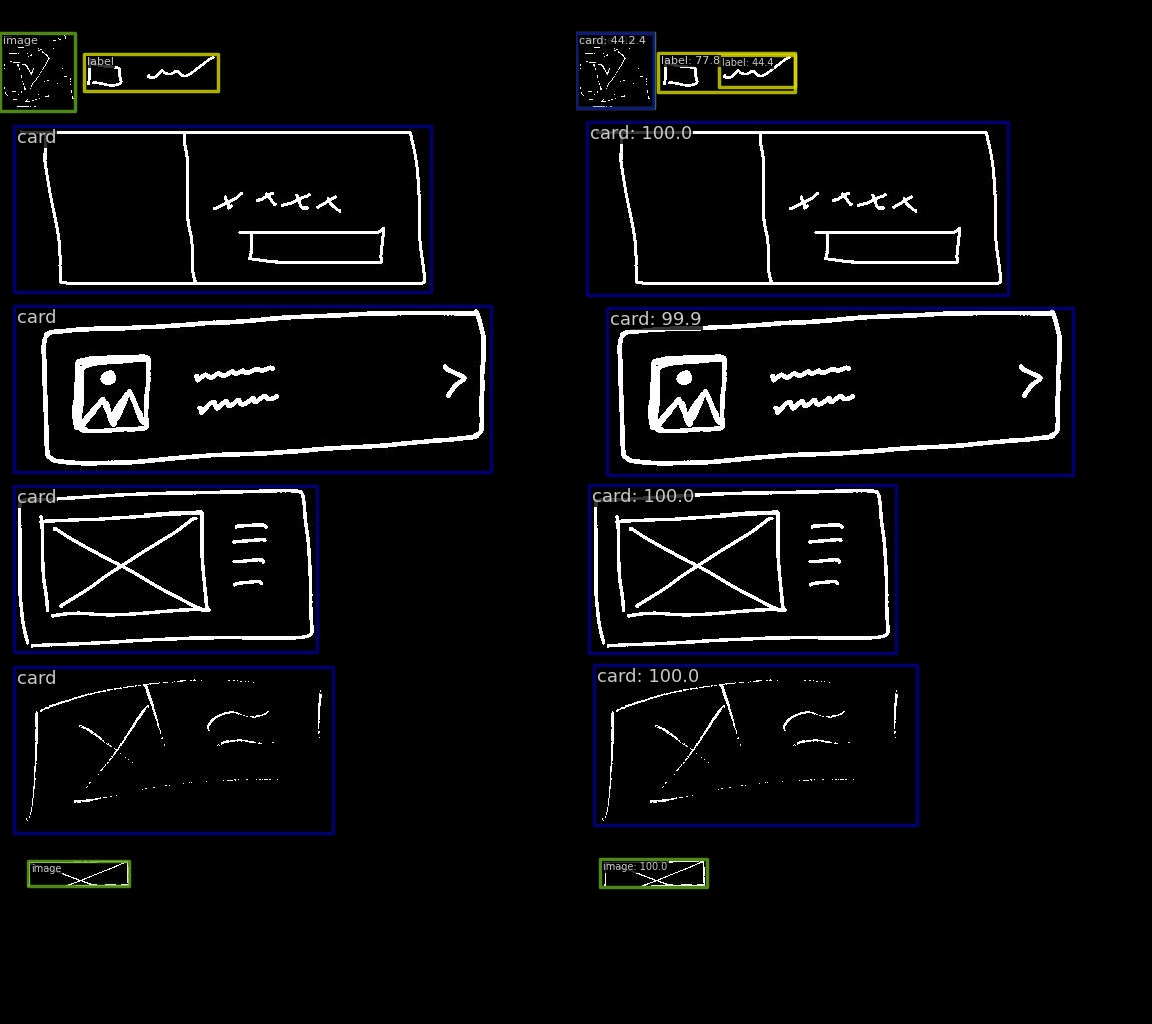 image
label
card: 44.2.4
label: 77.8
label: 44.4
card
card: 100.0
x x x x
x x x x
card
card: 99.9
card
card: 100.0
card
card: 100.0
image
image: 100.0